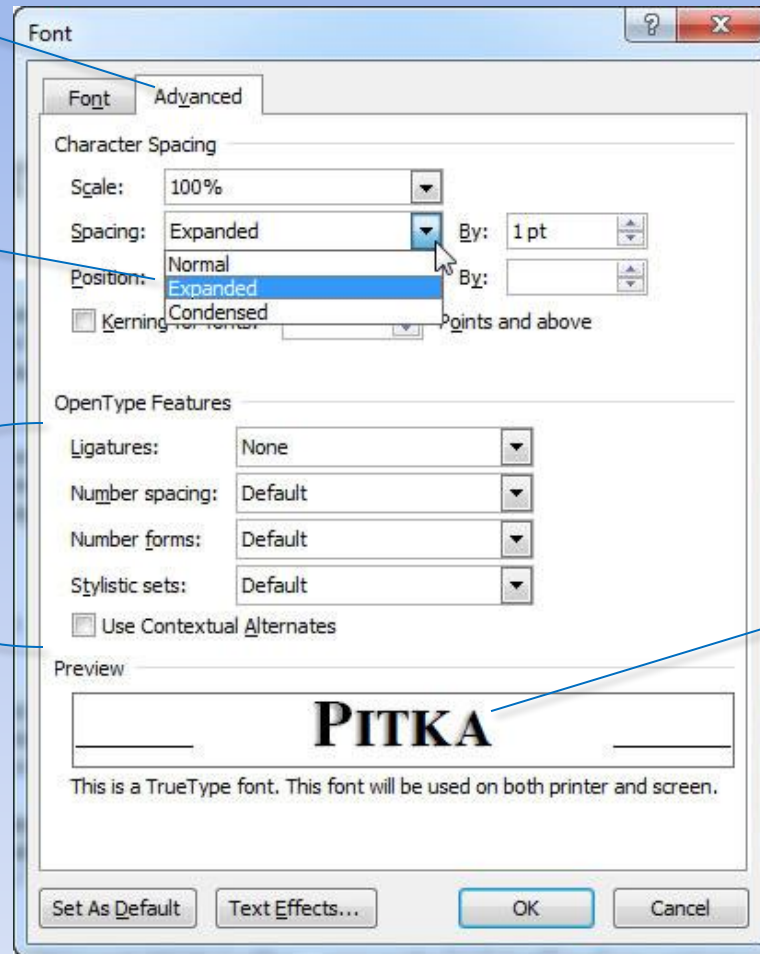 Font
Font Advanced
Character Spacing
Scale: 100%
Spacing: Expanded By: 1 pt
Normal
Position: By:
Expanded
Condensed
Kerning for fonts: Points and above
OpenType Features
Ligatures: None
Number spacing: Default
Number forms: Default
Stylistic sets: Default
Use Contextual Alternates
Preview
PITKA
This is a TrueType font. This font will be used on both printer and screen.
Set As Default Text Effects... OK Cancel